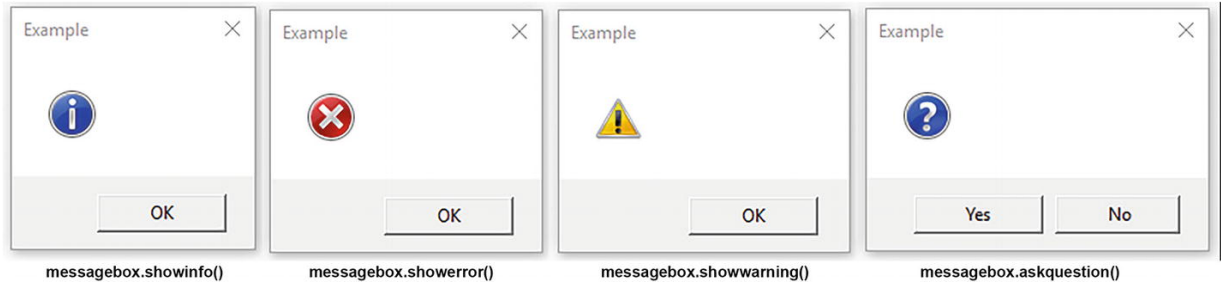 Example
OK
messagebox.showinfo()
Example
OK
messagebox.showerror()
Example
OK
messagebox.showwarning()
Example
Yes No
messagebox.askquestion()